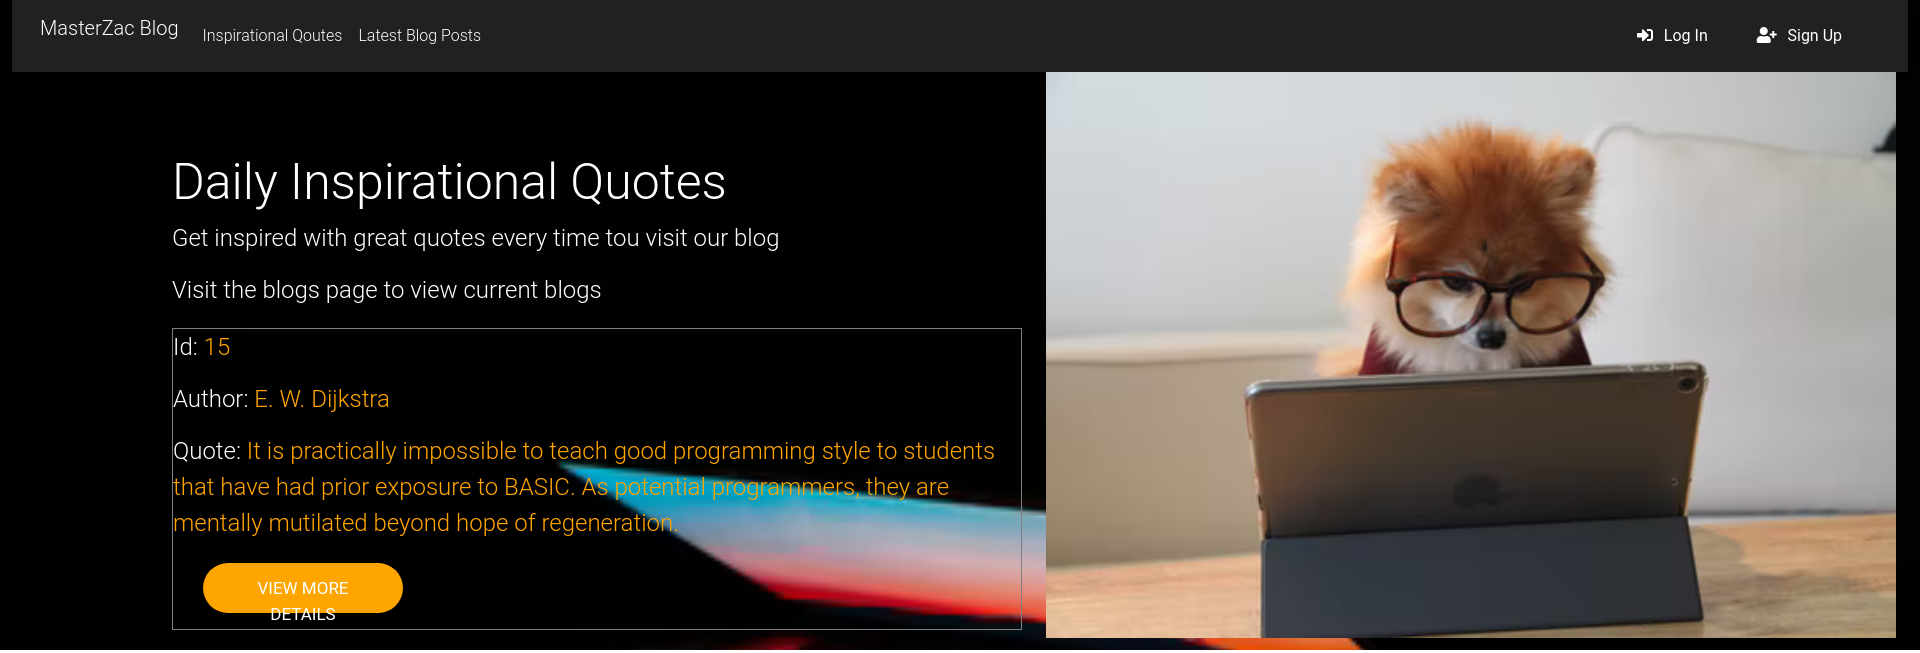 MasterZac Blog
Inspirational Qoutes
Latest Blog Posts
Log In
Sign Up
Daily Inspirational Quotes
Get inspired with great quotes every time tou visit our blog
Visit the blogs page to view current blogs
Id: 15
Author: E. W. Dijkstra
Quote: It is practically impossible to teach good programming style to students
that have had prior exposure to BASIC. As potential programmers, they are
mentally mutilated beyond hope of regeneration.
VIEW MORE
DETAILS